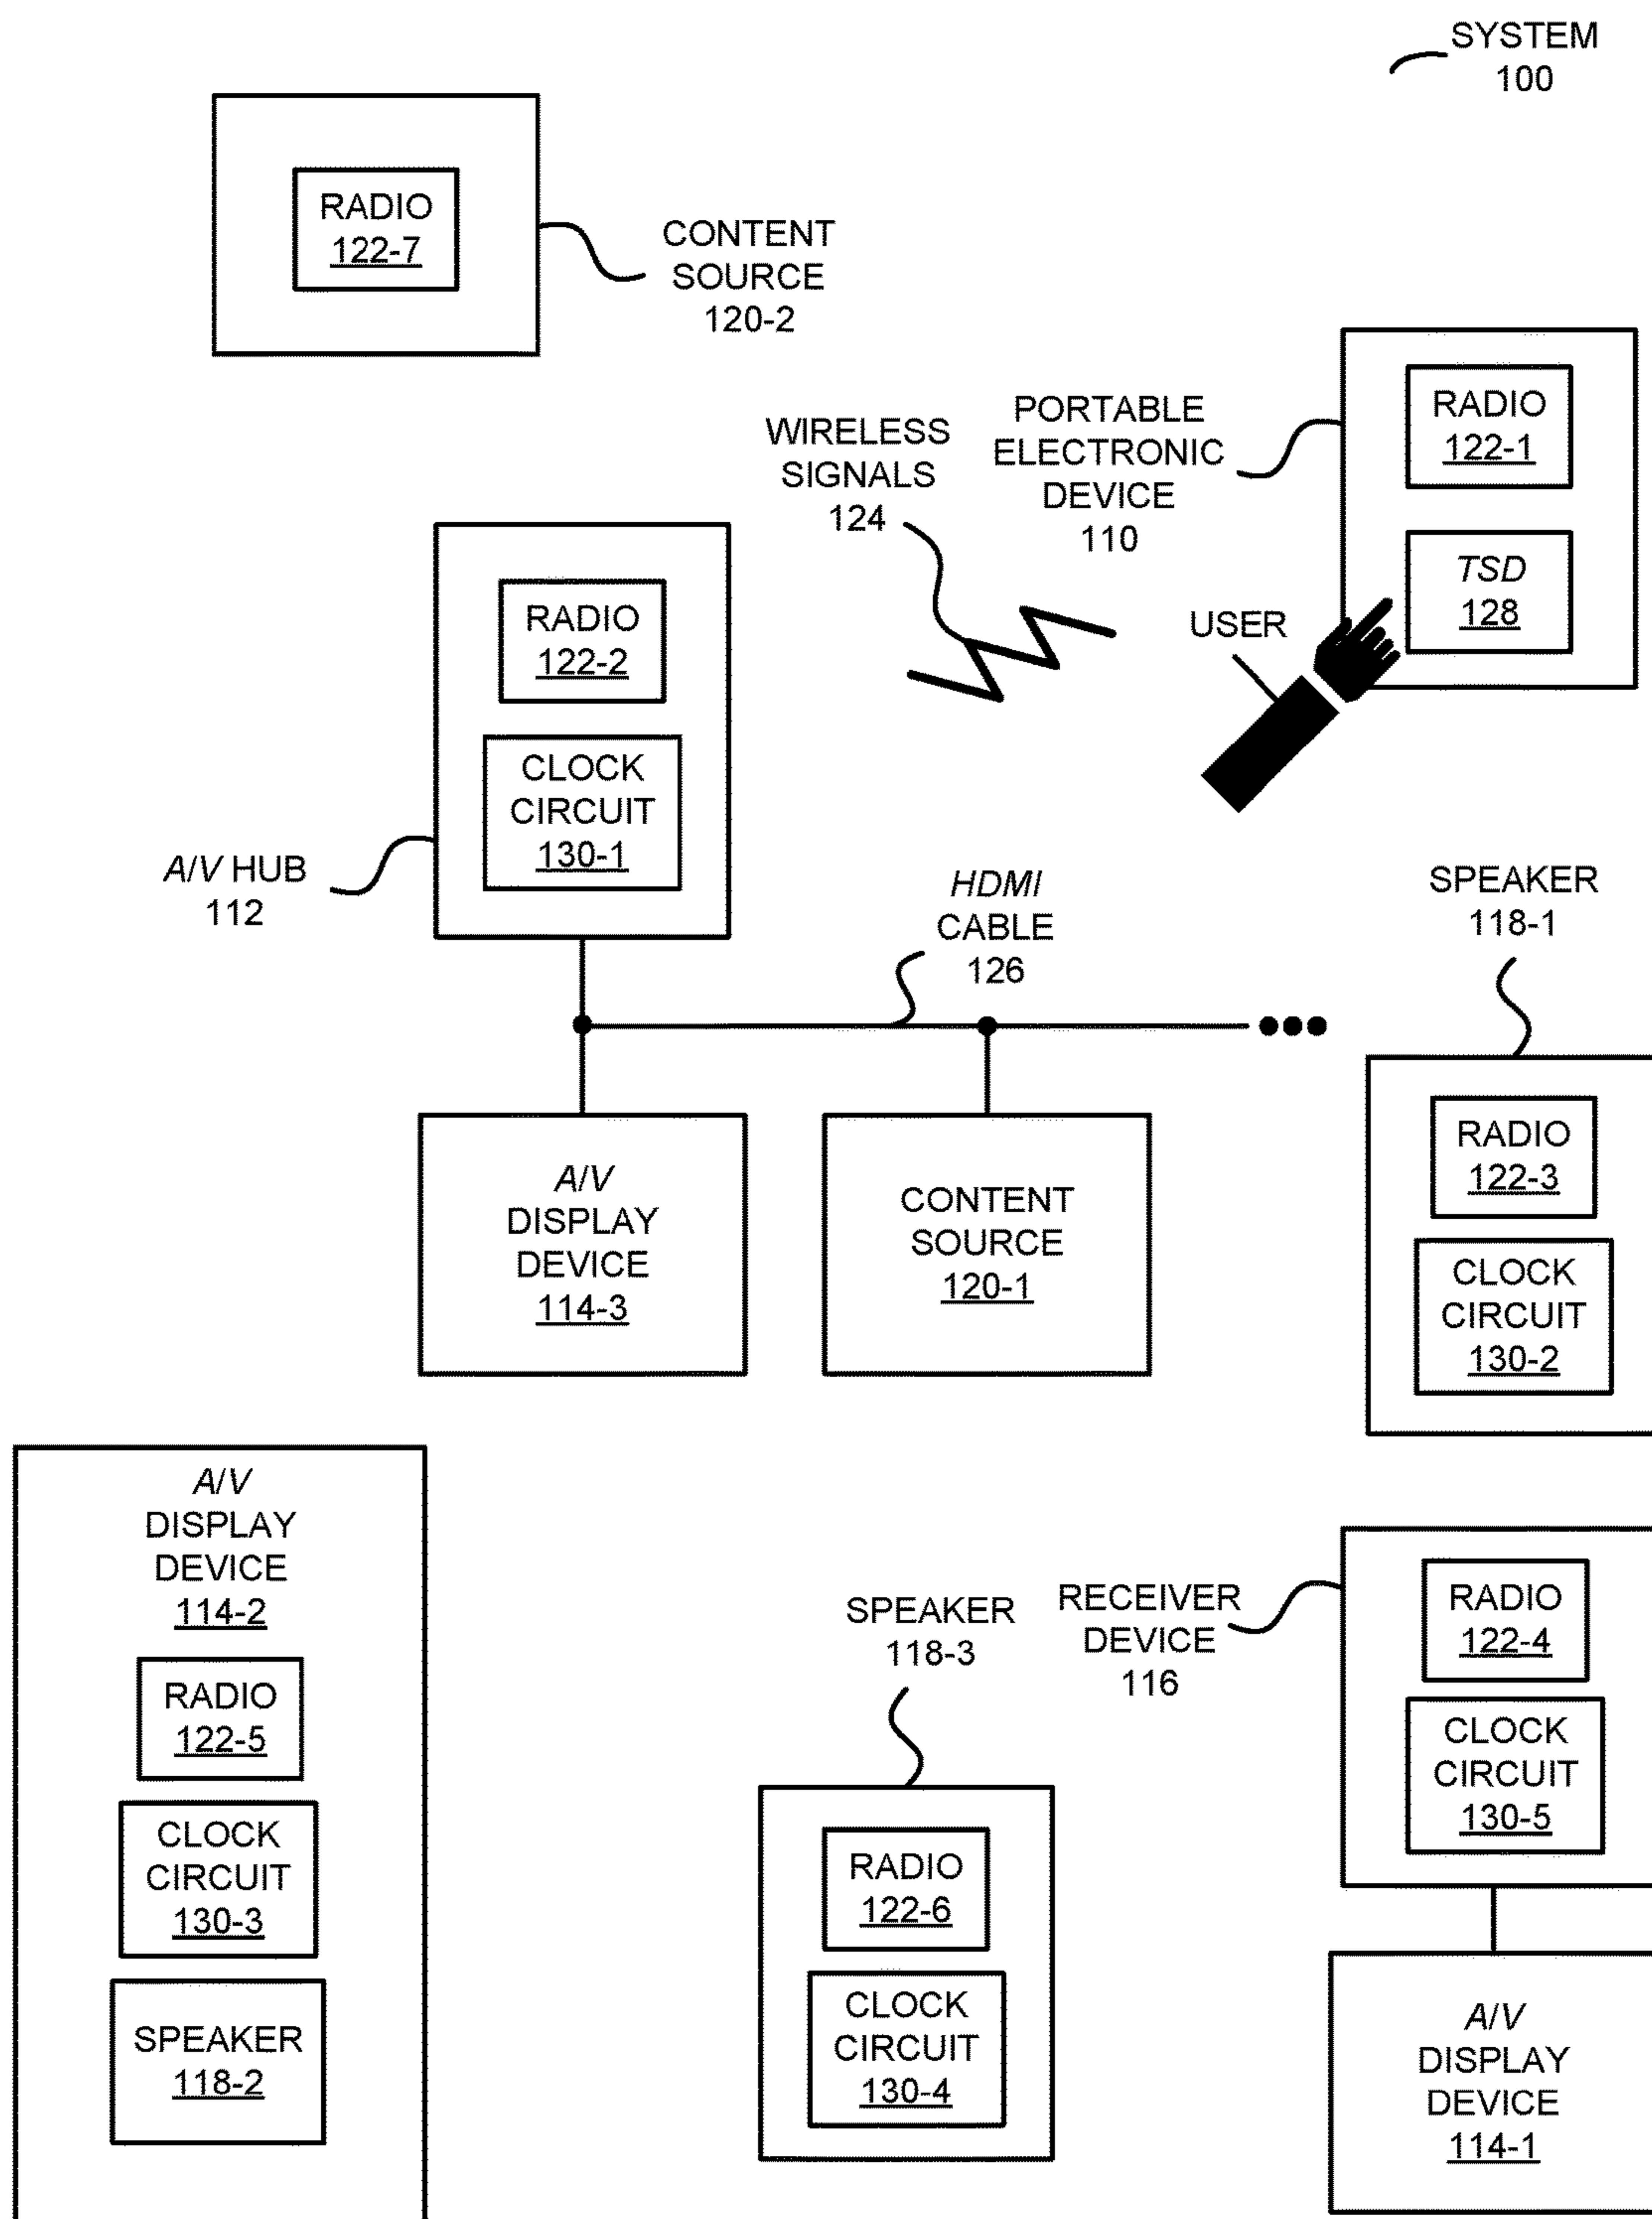 SYSTEM
100
RADIO
122-7
CONTENT
SOURCE
120-2
RADIO
122-1
PORTABLE
ELECTRONIC
DEVICE
110
WIRELESS
SIGNALS
124
TSD
128
USER
RADIO
122-2
CLOCK
CIRCUIT
130-1
A/V HUB
112
HDMI
CABLE
126
SPEAKER
118-1
RADIO
122-3
CLOCK
CIRCUIT
130-2
A/V
DISPLAY
DEVICE
114-3
CONTENT
SOURCE
120-1
A/V
DISPLAY
DEVICE
114-2
RADIO
122-5
CLOCK
CIRCUIT
130-3
SPEAKER
118-2
SPEAKER
118-3
RADIO
122-6
CLOCK
CIRCUIT
130-4
RECEIVER
DEVICE
116
RADIO
122-4
CLOCK
CIRCUIT
130-5
A/V
DISPLAY
DEVICE
114-1